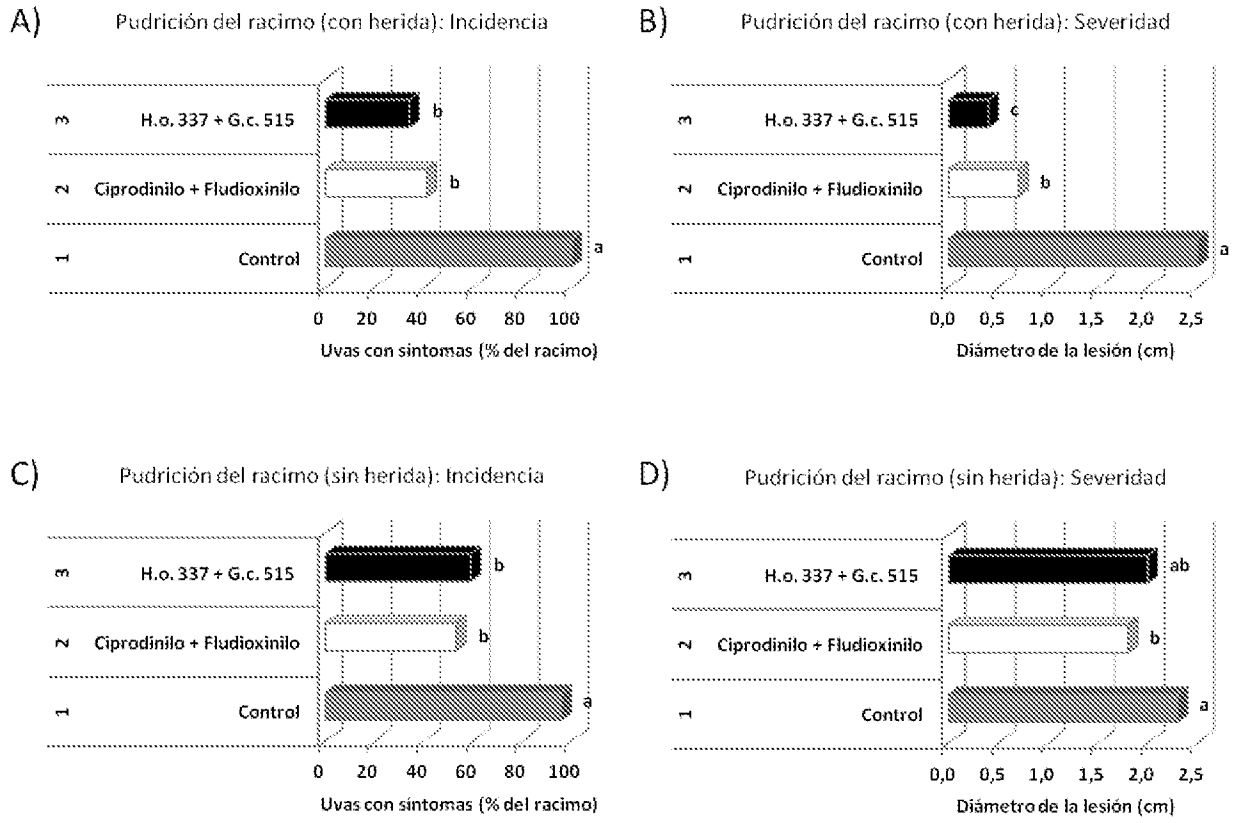 A) Pudrición del racimo (con herida): Incidencia
3 H.o. 337 + G.c. 515 b
2 Ciprodinilo + Fludioxinilo b
1 Control a
0 20 40 60 80 100
Uvas con síntomas (% del racimo)
B) Pudrición del racimo (con herida): Severidad
3 H.o. 337 + G.c. 515 c
2 Ciprodinilo + Fludioxinilo b
1 Control a
0,0 0,5 1,0 1,5 2,0 2,5
Diámetro de la lesión (cm)
C) Pudrición del racimo (sin herida): Incidencia
3 H.o. 337 + G.c. 515 b
2 Ciprodinilo + Fludioxinilo b
1 Control a
0 20 40 60 80 100
Uvas con síntomas (% del racimo)
D) Pudrición del racimo (sin herida): Severidad
3 H.o. 337 + G.c. 515 ab
2 Ciprodinilo + Fludioxinilo b
1 Control a
0,0 0,5 1,0 1,5 2,0 2,5
Diámetro de la lesión (cm)